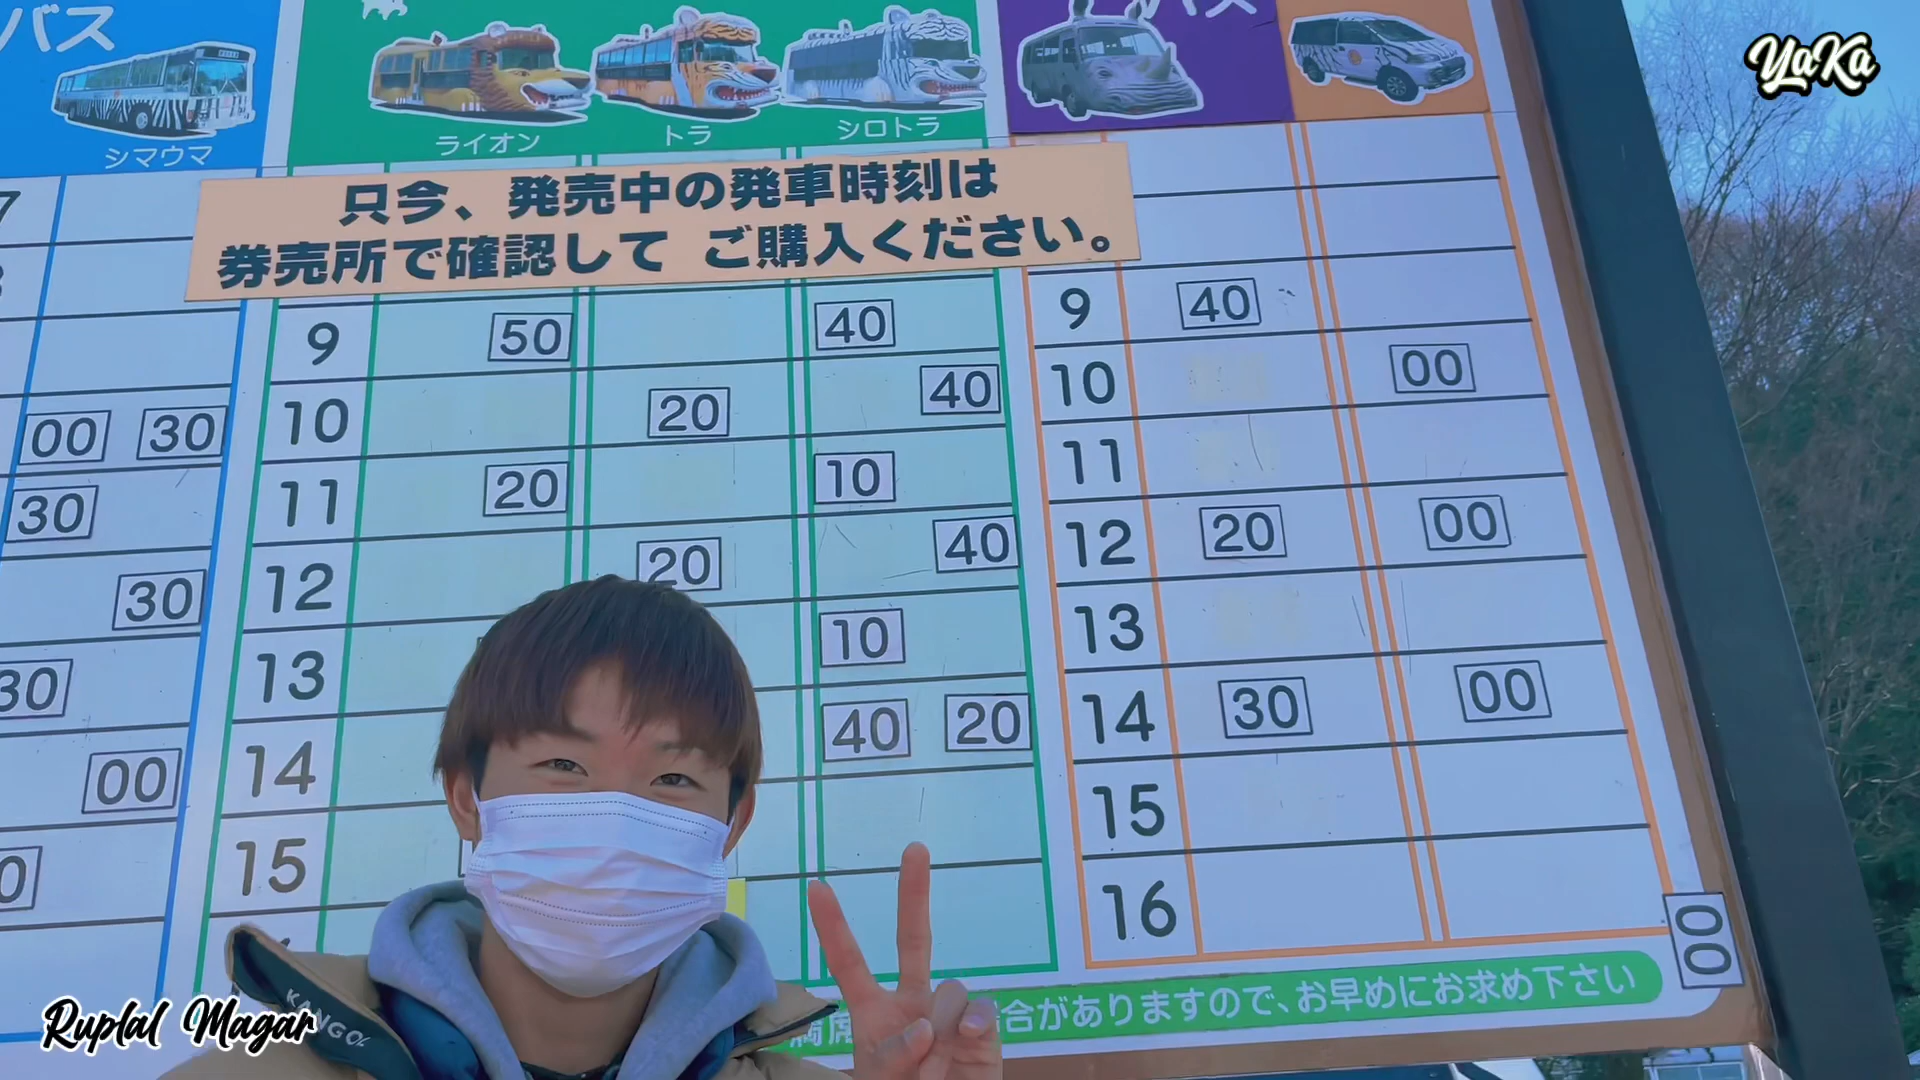 バス
バス
YaKa
シマウマ
ライオン
トラ
シロトラ
只今、発売中の発車時刻は
券売所で確認して ご購入ください。
7
9 50 40
9 40
10 20 40
10 00
00 30
11 20 10
11
30
12 20 40
12 20 00
30
13 10
13
30
14 40 20
14 30 00
00
15
15
16
00
合がありますので、お早めにお求め下さい
KANGOL
Ruplal Magar